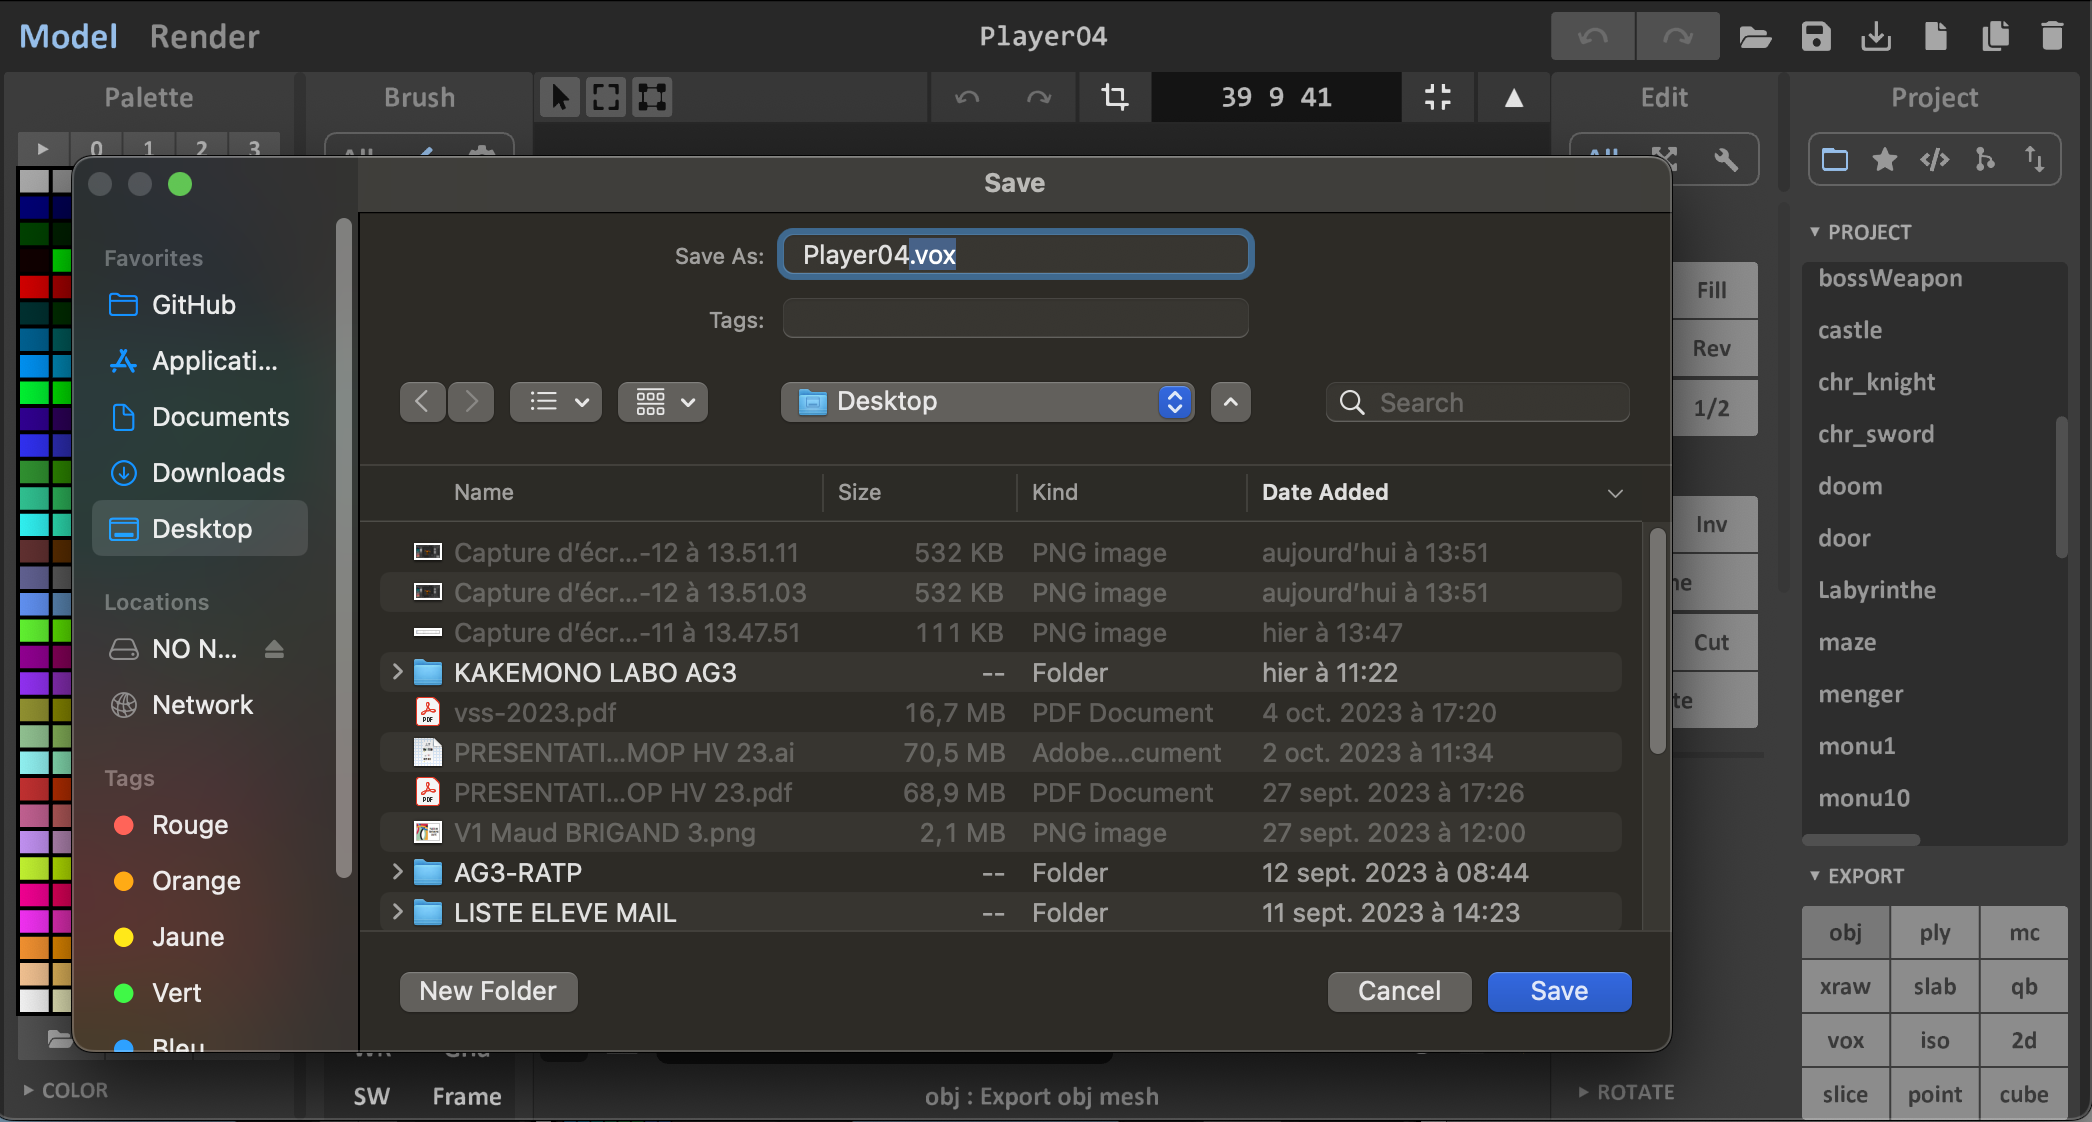 Model Render Player04
Palette Brush 39 9 41 Edit Project
0 1 2 3 All All
Save
Save As: Player04.vox
Tags:
Desktop Search
Favorites
GitHub
Applicati...
Documents
Downloads
Desktop
Locations
NO N...
Network
Tags
Rouge
Orange
Jaune
Vert
Bleu
Name Size Kind Date Added
Capture d'écr...-12 à 13.51.11 532 KB PNG image aujourd'hui à 13:51
Capture d'écr...-12 à 13.51.03 532 KB PNG image aujourd'hui à 13:51
Capture d'écr...-11 à 13.47.51 111 KB PNG image hier à 13:47
KAKEMONO LABO AG3 -- Folder hier à 11:22
vss-2023.pdf 16,7 MB PDF Document 4 oct. 2023 à 17:20
PRESENTATI...MOP HV 23.ai 70,5 MB Adobe...cument 2 oct. 2023 à 11:34
PRESENTATI...OP HV 23.pdf 68,9 MB PDF Document 27 sept. 2023 à 17:26
V1 Maud BRIGAND 3.png 2,1 MB PNG image 27 sept. 2023 à 12:00
AG3-RATP -- Folder 12 sept. 2023 à 08:44
LISTE ELEVE MAIL -- Folder 11 sept. 2023 à 14:23
New Folder Cancel Save
Fill
Rev
1/2
Inv
Cut
PROJECT
bossWeapon
castle
chr_knight
chr_sword
doom
door
Labyrinthe
maze
menger
monu1
monu10
EXPORT
obj ply mc
xraw slab qb
vox iso 2d
slice point cube
COLOR SW Frame obj : Export obj mesh ROTATE